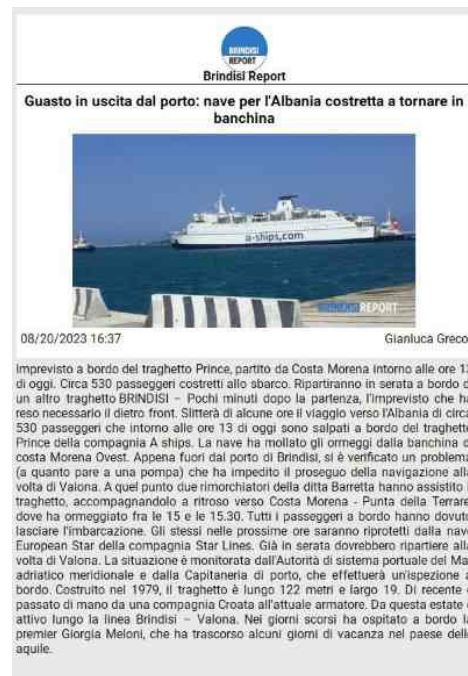 BRINDISI
REPORT
Brindisi Report
Guasto in uscita dal porto: nave per l'Albania costretta a tornare in
banchina
a-ships.com
BRINDISI REPORT
08/20/2023 16:37
Gianluca Greco
Imprevisto a bordo del traghetto Prince, partito da Costa Morena intorno alle ore 13
di oggi. Circa 530 passeggeri costretti allo sbarco. Ripartiranno in serata a bordo d
un altro traghetto BRINDISI – Pochi minuti dopo la partenza, l'imprevisto che ha
reso necessario il dietro front. Slitterà di alcune ore il viaggio verso l'Albania di circa
530 passeggeri che intorno alle ore 13 di oggi sono salpati a bordo del traghetto
Prince della compagnia A ships. La nave ha mollato gli ormeggi dalla banchina d
costa Morena Ovest. Appena fuori dal porto di Brindisi, si è verificato un problema
(a quanto pare a una pompa) che ha impedito il proseguo della navigazione alla
volta di Valona. A quel punto due rimorchiatori della ditta Barretta hanno assistito i
traghetto, accompagnandolo a ritroso verso Costa Morena - Punta della Terrare,
dove ha ormeggiato fra le 15 e le 15.30. Tutti i passeggeri a bordo hanno dovuto
lasciare l'imbarcazione. Gli stessi nelle prossime ore saranno riprotetti dalla nave
European Star della compagnia Star Lines. Già in serata dovrebbero ripartire alla
volta di Valona. La situazione è monitorata dall'Autorità di sistema portuale del Mar
adriatico meridionale e dalla Capitaneria di porto, che effettuerà un'ispezione a
bordo. Costruito nel 1979, il traghetto è lungo 122 metri e largo 19. Di recente è
passato di mano da una compagnia Croata all'attuale armatore. Da questa estate è
attivo lungo la linea Brindisi – Valona. Nei giorni scorsi ha ospitato a bordo la
premier Giorgia Meloni, che ha trascorso alcuni giorni di vacanza nel paese delle
aquile.